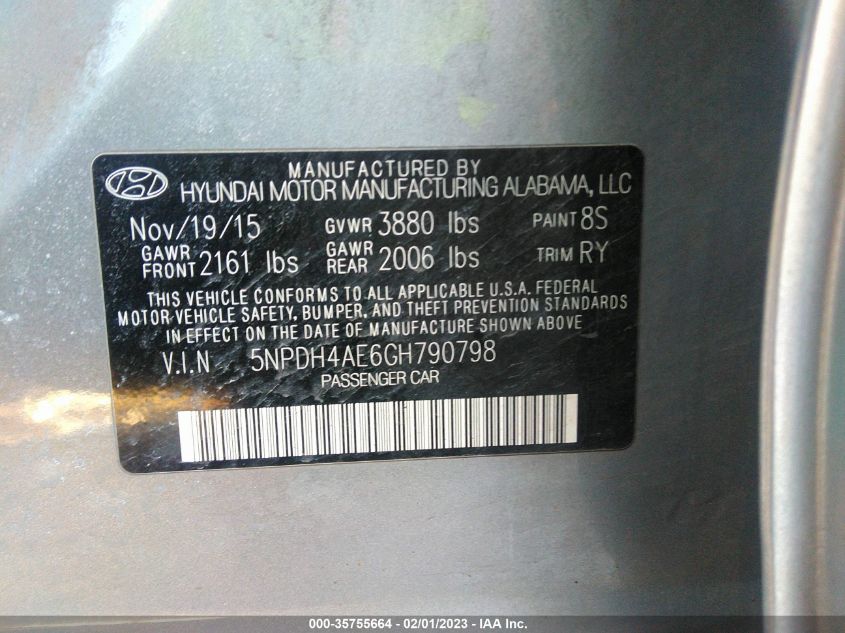 MANUFACTURED BY
HYUNDAI MOTOR MANUFACTURING ALABAMA, LLC
Nov/19/15 GVWR 3880 lbs PAINT 8S
GAWR FRONT 2161 lbs GAWR REAR 2006 lbs TRIM RY
THIS VEHICLE CONFORMS TO ALL APPLICABLE U.S.A. FEDERAL
MOTOR VEHICLE SAFETY, BUMPER, AND THEFT PREVENTION STANDARDS
IN EFFECT ON THE DATE OF MANUFACTURE SHOWN ABOVE
V.I.N 5NPDH4AE6GH790798
PASSENGER CAR
000-35755664 - 02/01/2023 - IAA Inc.